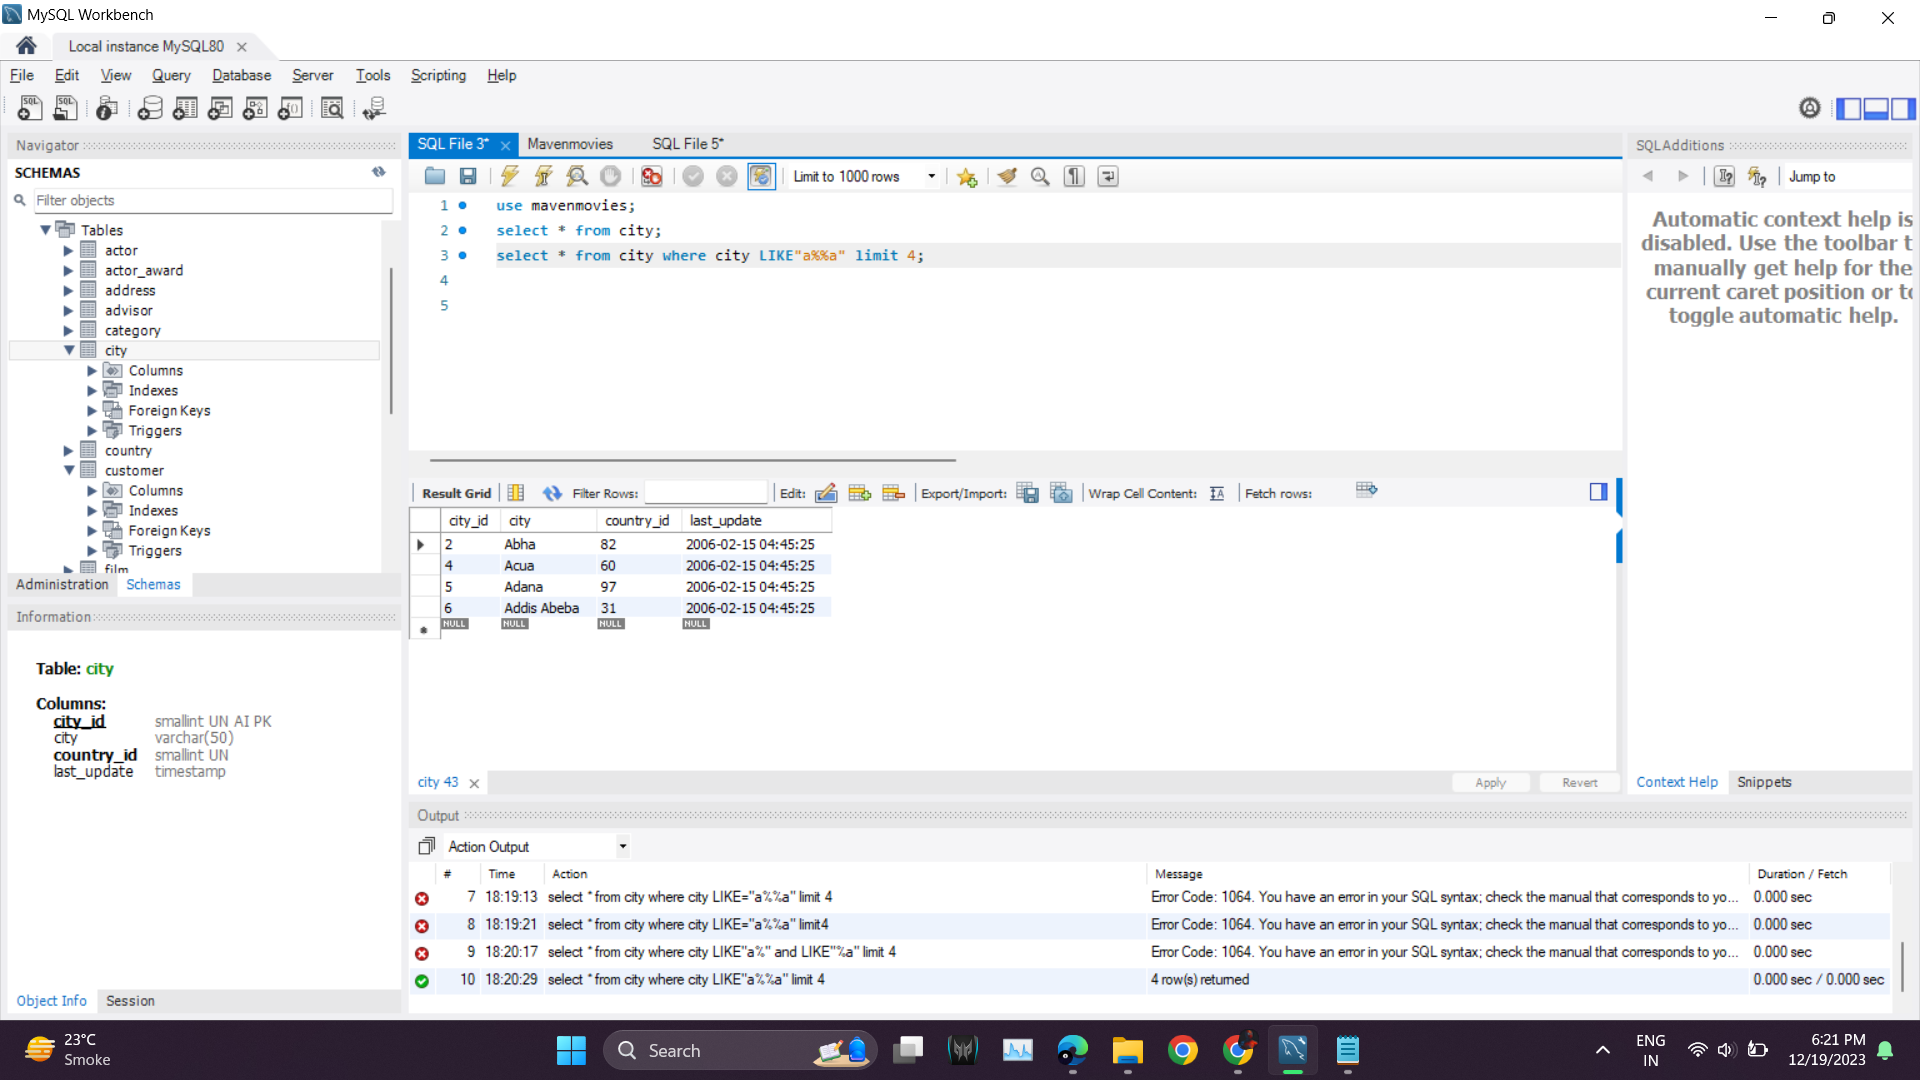 MySQL Workbench
Local instance MySQL80
File Edit View Query Database Server Tools Scripting Help
Navigator
SCHEMAS
Filter objects
Tables
actor
actor_award
address
advisor
category
city
Columns
Indexes
Foreign Keys
Triggers
country
customer
Columns
Indexes
Foreign Keys
Triggers
film
Administration Schemas
Information
Table: city
Columns:
city_id smallint UN AI PK
city varchar(50)
country_id smallint UN
last_update timestamp
Object Info Session
SQL File 3* Mavenmovies SQL File 5*
Limit to 1000 rows
1 use mavenmovies;
2 select * from city;
3 select * from city where city LIKE"a%%a" limit 4;
4
5
Result Grid Filter Rows: Edit: Export/Import: Wrap Cell Content: Fetch rows:
city_id city country_id last_update
2 Abha 82 2006-02-15 04:45:25
4 Acua 60 2006-02-15 04:45:25
5 Adana 97 2006-02-15 04:45:25
6 Addis Abeba 31 2006-02-15 04:45:25
NULL NULL NULL NULL
city 43
Apply Revert
SQLAdditions
Jump to
Automatic context help is
disabled. Use the toolbar t
manually get help for the
current caret position or to
toggle automatic help.
Context Help Snippets
Output
Action Output
# Time Action Message Duration / Fetch
7 18:19:13 select * from city where city LIKE="a%%a" limit 4 Error Code: 1064. You have an error in your SQL syntax; check the manual that corresponds to yo... 0.000 sec
8 18:19:21 select * from city where city LIKE="a%%a" limit4 Error Code: 1064. You have an error in your SQL syntax; check the manual that corresponds to yo... 0.000 sec
9 18:20:17 select * from city where city LIKE"a%" and LIKE"%a" limit 4 Error Code: 1064. You have an error in your SQL syntax; check the manual that corresponds to yo... 0.000 sec
10 18:20:29 select * from city where city LIKE"a%%a" limit 4 4 row(s) returned 0.000 sec / 0.000 sec
23°C
Smoke
Search
ENG
IN
6:21 PM
12/19/2023